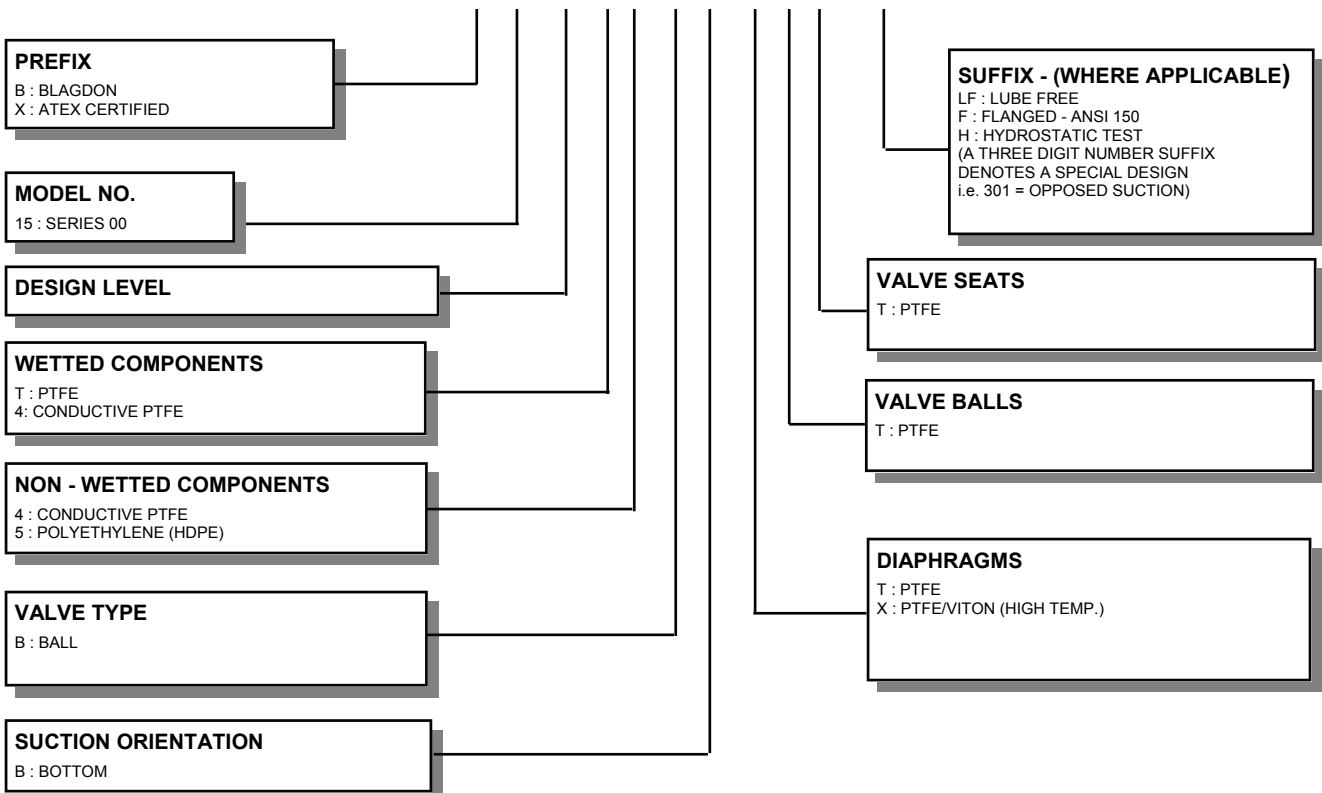 PREFIX
B : BLAGDON
X : ATEX CERTIFIED
MODEL NO.
15 : SERIES 00
DESIGN LEVEL
WETTED COMPONENTS
T : PTFE
4: CONDUCTIVE PTFE
NON - WETTED COMPONENTS
4 : CONDUCTIVE PTFE
5 : POLYETHYLENE (HDPE)
VALVE TYPE
B : BALL
SUCTION ORIENTATION
B : BOTTOM
SUFFIX - (WHERE APPLICABLE)
LF : LUBE FREE
F : FLANGED - ANSI 150
H : HYDROSTATIC TEST
(A THREE DIGIT NUMBER SUFFIX
DENOTES A SPECIAL DESIGN
i.e. 301 = OPPOSED SUCTION)
VALVE SEATS
T : PTFE
VALVE BALLS
T : PTFE
DIAPHRAGMS
T : PTFE
X : PTFE/VITON (HIGH TEMP.)